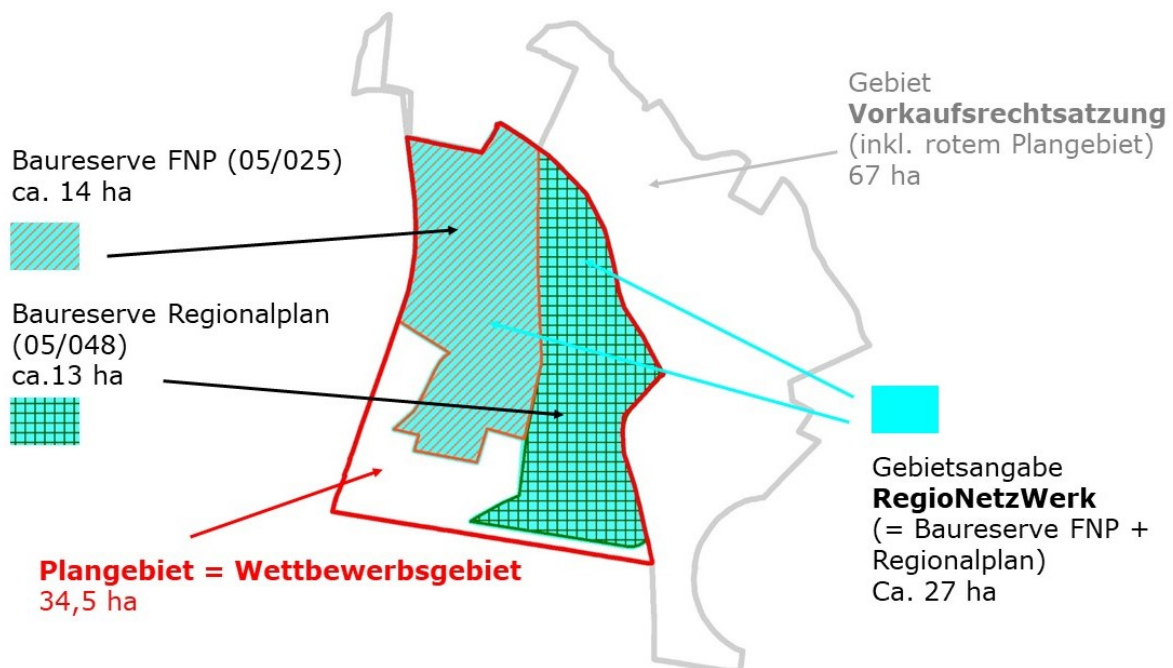 Gebiet
Vorkaufsrechtsatzung
(inkl. rotem Plangebiet)
67 ha
Baureserve FNP (05/025)
ca. 14 ha
Baureserve Regionalplan
(05/048)
ca.13 ha
Gebietsangabe
RegioNetzWerk
(= Baureserve FNP +
Regionalplan)
Ca. 27 ha
Plangebiet = Wettbewerbsgebiet
34,5 ha